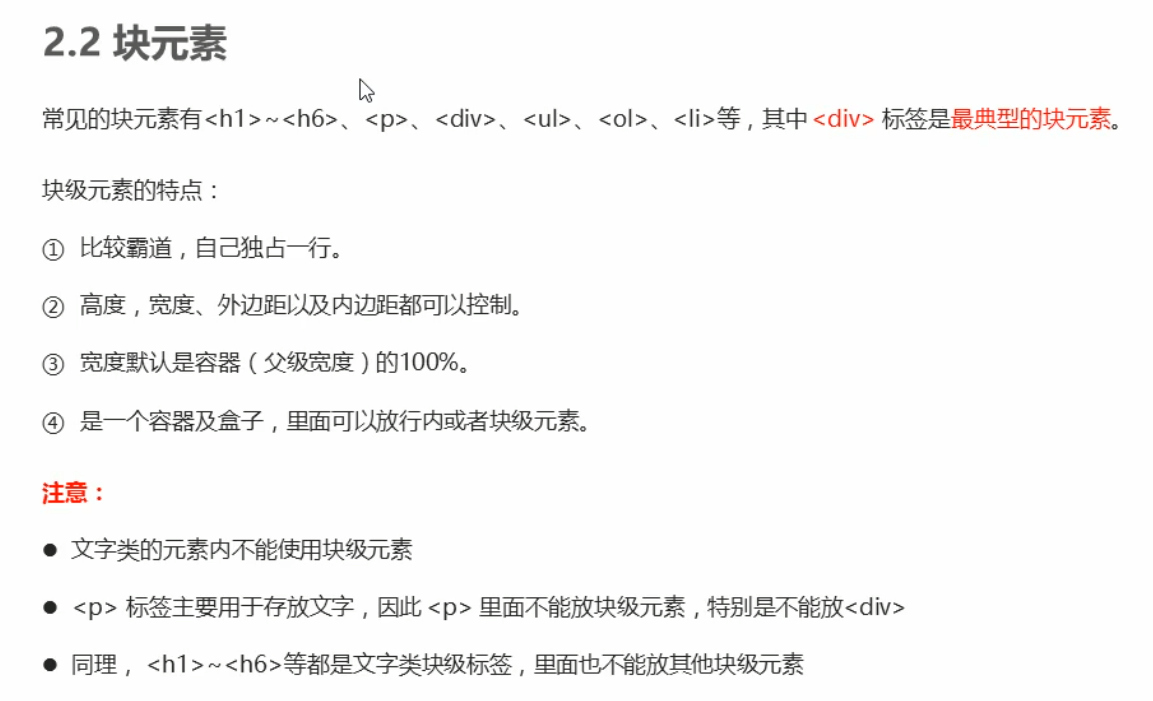 2.2 块元素
常见的块元素有<h1>~<h6>、<p>、<div>、<ul>、<ol>、<li>等，其中 <div> 标签是最典型的块元素。
块级元素的特点：
① 比较霸道，自己独占一行。
② 高度，宽度、外边距以及内边距都可以控制。
③ 宽度默认是容器（父级宽度）的100%。
④ 是一个容器及盒子，里面可以放行内或者块级元素。
注意：
● 文字类的元素内不能使用块级元素
● <p> 标签主要用于存放文字，因此 <p> 里面不能放块级元素，特别是不能放<div>
● 同理， <h1>~<h6>等都是文字类块级标签，里面也不能放其他块级元素